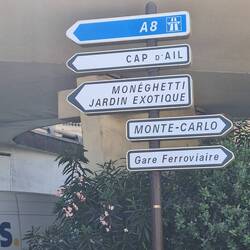 A8
CAP d'AIL
MONÉGHETTI
JARDIN EXOTIQUE
MONTE-CARLO
Gare Ferroviaire